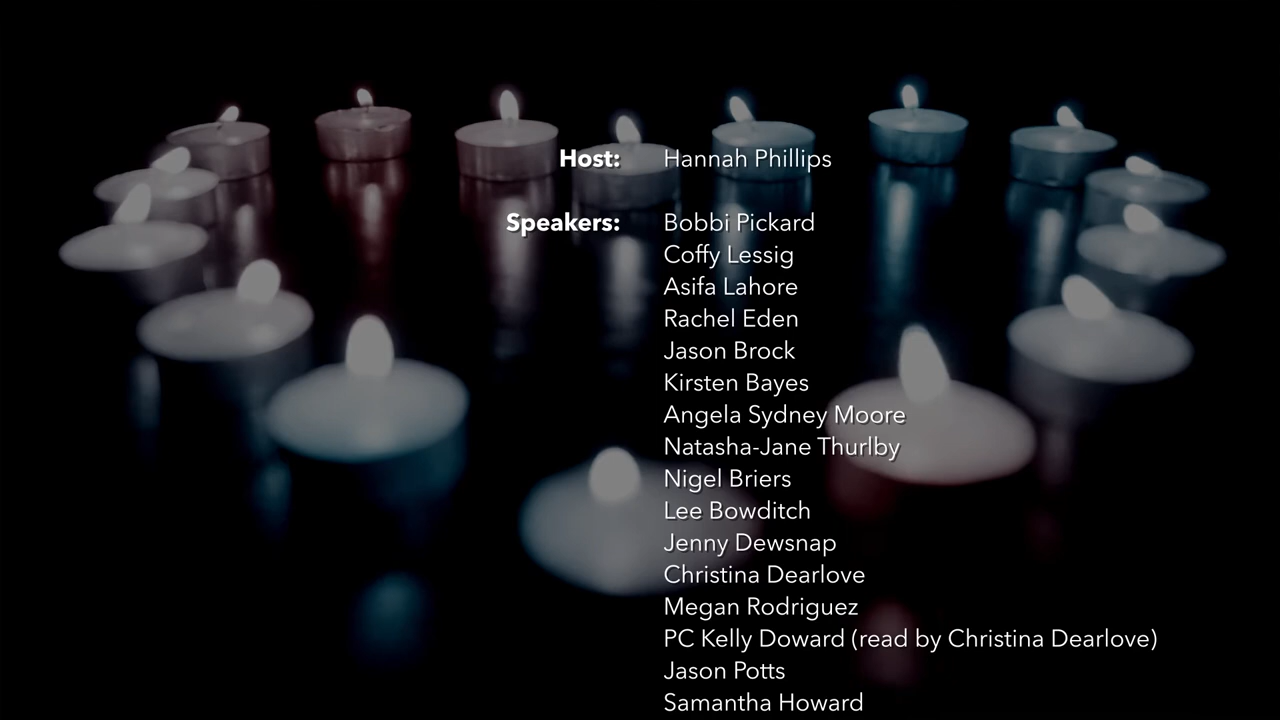 Host: Hannah Phillips
Speakers: Bobbi Pickard
Coffy Lessig
Asifa Lahore
Rachel Eden
Jason Brock
Kirsten Bayes
Angela Sydney Moore
Natasha-Jane Thurlby
Nigel Briers
Lee Bowditch
Jenny Dewsnap
Christina Dearlove
Megan Rodriguez
PC Kelly Doward (read by Christina Dearlove)
Jason Potts
Samantha Howard